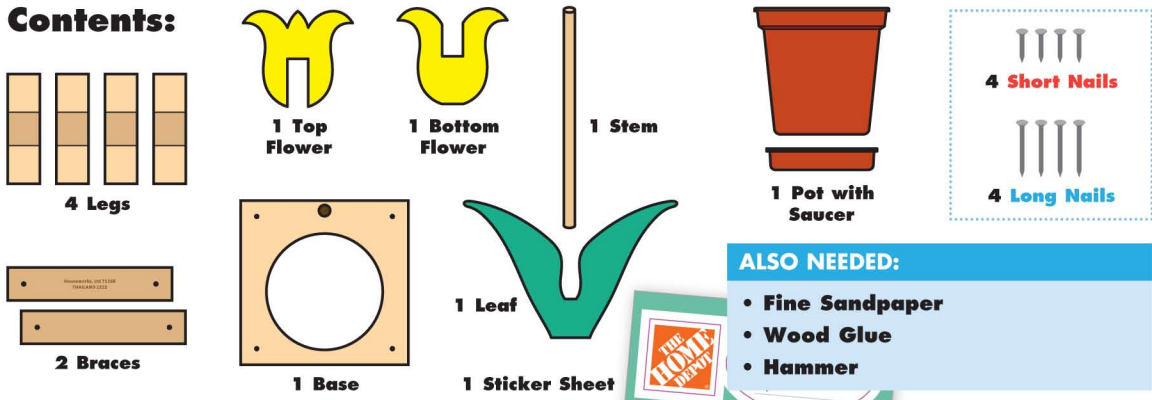 Contents:
4 Legs
1 Top
Flower
1 Bottom
Flower
1 Stem
1 Pot with
Saucer
4 Short Nails
4 Long Nails
2 Braces
1 Base
1 Leaf
1 Sticker Sheet
THE
HOME
DEPOT
ALSO NEEDED:
• Fine Sandpaper
• Wood Glue
• Hammer